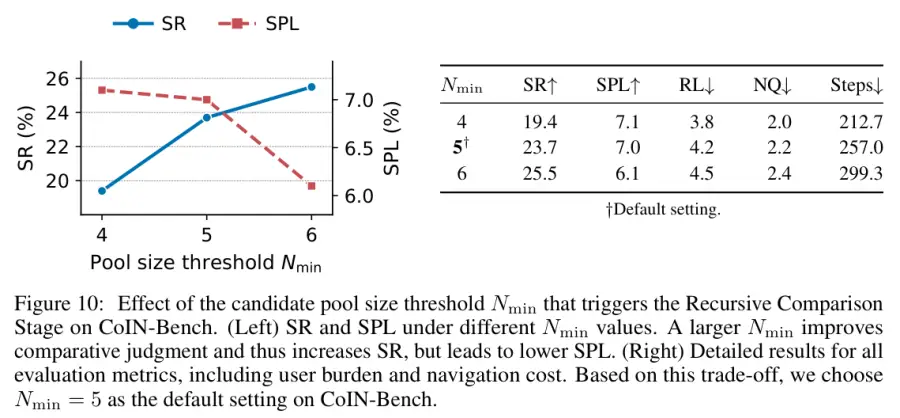 SR SPL
SR (%)
26
24
22
20
7.0
6.5
6.0
SPL (%)
4 5 6
Pool size threshold Nmin
Nmin SR↑ SPL↑ RL↓ NQ↓ Steps↓
4 19.4 7.1 3.8 2.0 212.7
5† 23.7 7.0 4.2 2.2 257.0
6 25.5 6.1 4.5 2.4 299.3
†Default setting.
Figure 10: Effect of the candidate pool size threshold Nmin that triggers the Recursive Comparison
Stage on CoIN-Bench. (Left) SR and SPL under different Nmin values. A larger Nmin improves
comparative judgment and thus increases SR, but leads to lower SPL. (Right) Detailed results for all
evaluation metrics, including user burden and navigation cost. Based on this trade-off, we choose
Nmin = 5 as the default setting on CoIN-Bench.